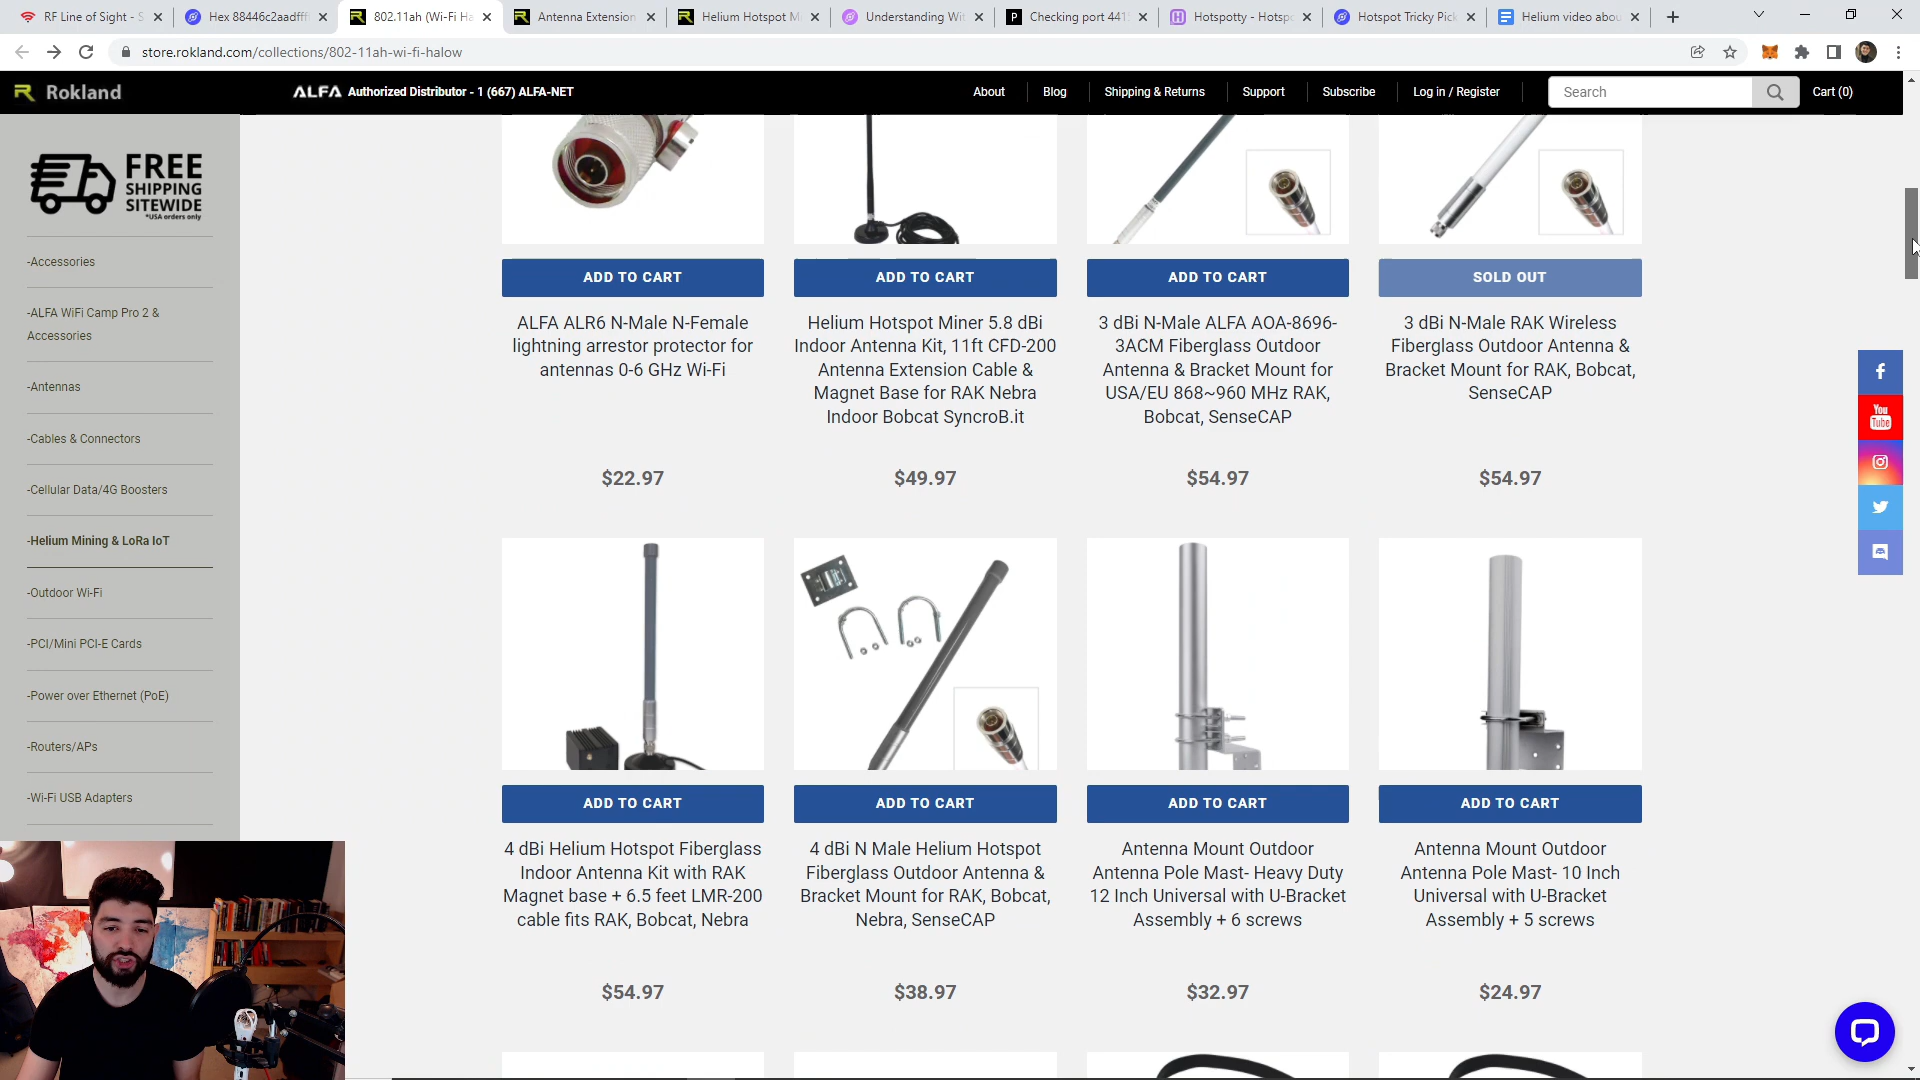 RF Line of Sight - S
Hex 88446c2aadfff
802.11ah (Wi-Fi Ha
Antenna Extension
Helium Hotspot Mi
Understanding Wit
Checking port 441
Hotspotty - Hotsp
Hotspot Tricky Pick
Helium video abou
store.rokland.com/collections/802-11ah-wi-fi-halow
Rokland
ALFA Authorized Distributor - 1 (667) ALFA-NET
About
Blog
Shipping & Returns
Support
Subscribe
Log in / Register
Search
Cart (0)
FREE
SHIPPING
SITEWIDE
*USA orders only
-Accessories
-ALFA WiFi Camp Pro 2 &
Accessories
-Antennas
-Cables & Connectors
-Cellular Data/4G Boosters
-Helium Mining & LoRa IoT
-Outdoor Wi-Fi
-PCI/Mini PCI-E Cards
-Power over Ethernet (PoE)
-Routers/APs
-Wi-Fi USB Adapters
ADD TO CART
ADD TO CART
ADD TO CART
SOLD OUT
ALFA ALR6 N-Male N-Female
lightning arrestor protector for
antennas 0-6 GHz Wi-Fi
$22.97
Helium Hotspot Miner 5.8 dBi
Indoor Antenna Kit, 11ft CFD-200
Antenna Extension Cable &
Magnet Base for RAK Nebra
Indoor Bobcat SyncroB.it
$49.97
3 dBi N-Male ALFA AOA-8696-
3ACM Fiberglass Outdoor
Antenna & Bracket Mount for
USA/EU 868~960 MHz RAK,
Bobcat, SenseCAP
$54.97
3 dBi N-Male RAK Wireless
Fiberglass Outdoor Antenna &
Bracket Mount for RAK, Bobcat,
SenseCAP
$54.97
ADD TO CART
ADD TO CART
ADD TO CART
ADD TO CART
4 dBi Helium Hotspot Fiberglass
Indoor Antenna Kit with RAK
Magnet base + 6.5 feet LMR-200
cable fits RAK, Bobcat, Nebra
$54.97
4 dBi N Male Helium Hotspot
Fiberglass Outdoor Antenna &
Bracket Mount for RAK, Bobcat,
Nebra, SenseCAP
$38.97
Antenna Mount Outdoor
Antenna Pole Mast- Heavy Duty
12 Inch Universal with U-Bracket
Assembly + 6 screws
$32.97
Antenna Mount Outdoor
Antenna Pole Mast- 10 Inch
Universal with U-Bracket
Assembly + 5 screws
$24.97
You
Tube